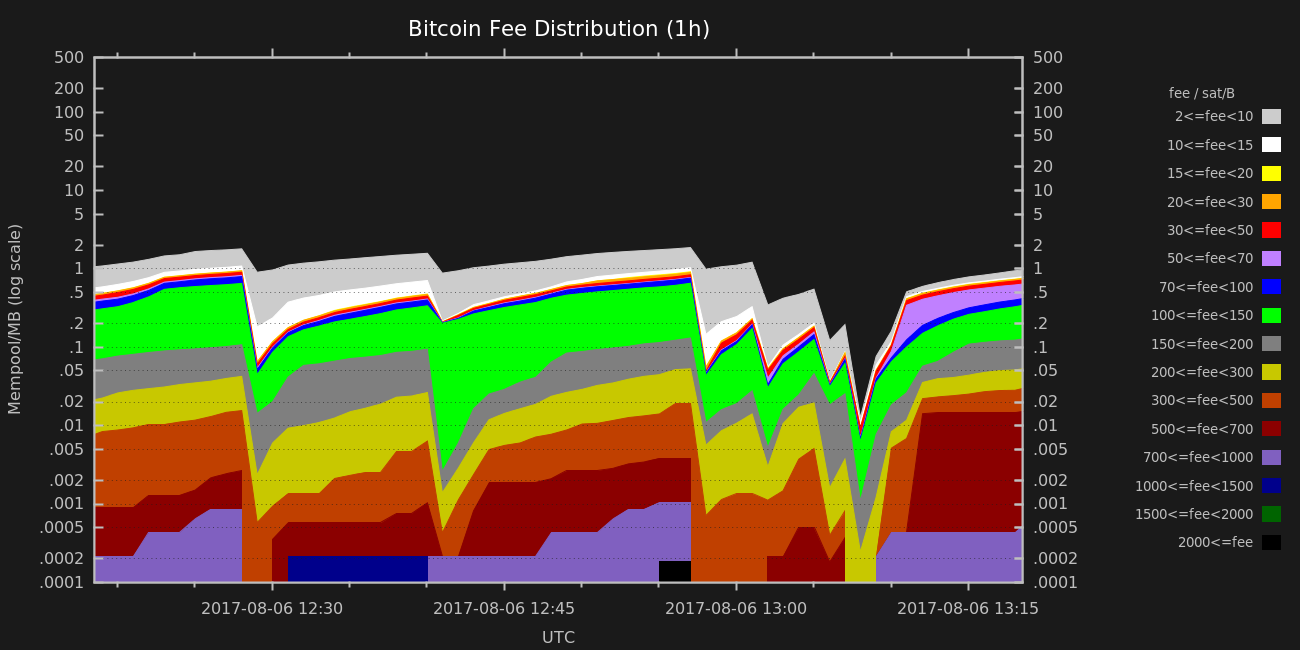 Bitcoin Fee Distribution (1h)
Mempool/MB (log scale)
500 500
200 200
100 100
50 50
20 20
10 10
5 5
2 2
1 1
.5 .5
.2 .2
.1 .1
.05 .05
.02 .02
.01 .01
.005 .005
.002 .002
.001 .001
.0005 .0005
.0002 .0002
.0001 .0001
2017-08-06 12:30 2017-08-06 12:45 2017-08-06 13:00 2017-08-06 13:15
UTC
fee / sat/B
2<=fee<10
10<=fee<15
15<=fee<20
20<=fee<30
30<=fee<50
50<=fee<70
70<=fee<100
100<=fee<150
150<=fee<200
200<=fee<300
300<=fee<500
500<=fee<700
700<=fee<1000
1000<=fee<1500
1500<=fee<2000
2000<=fee